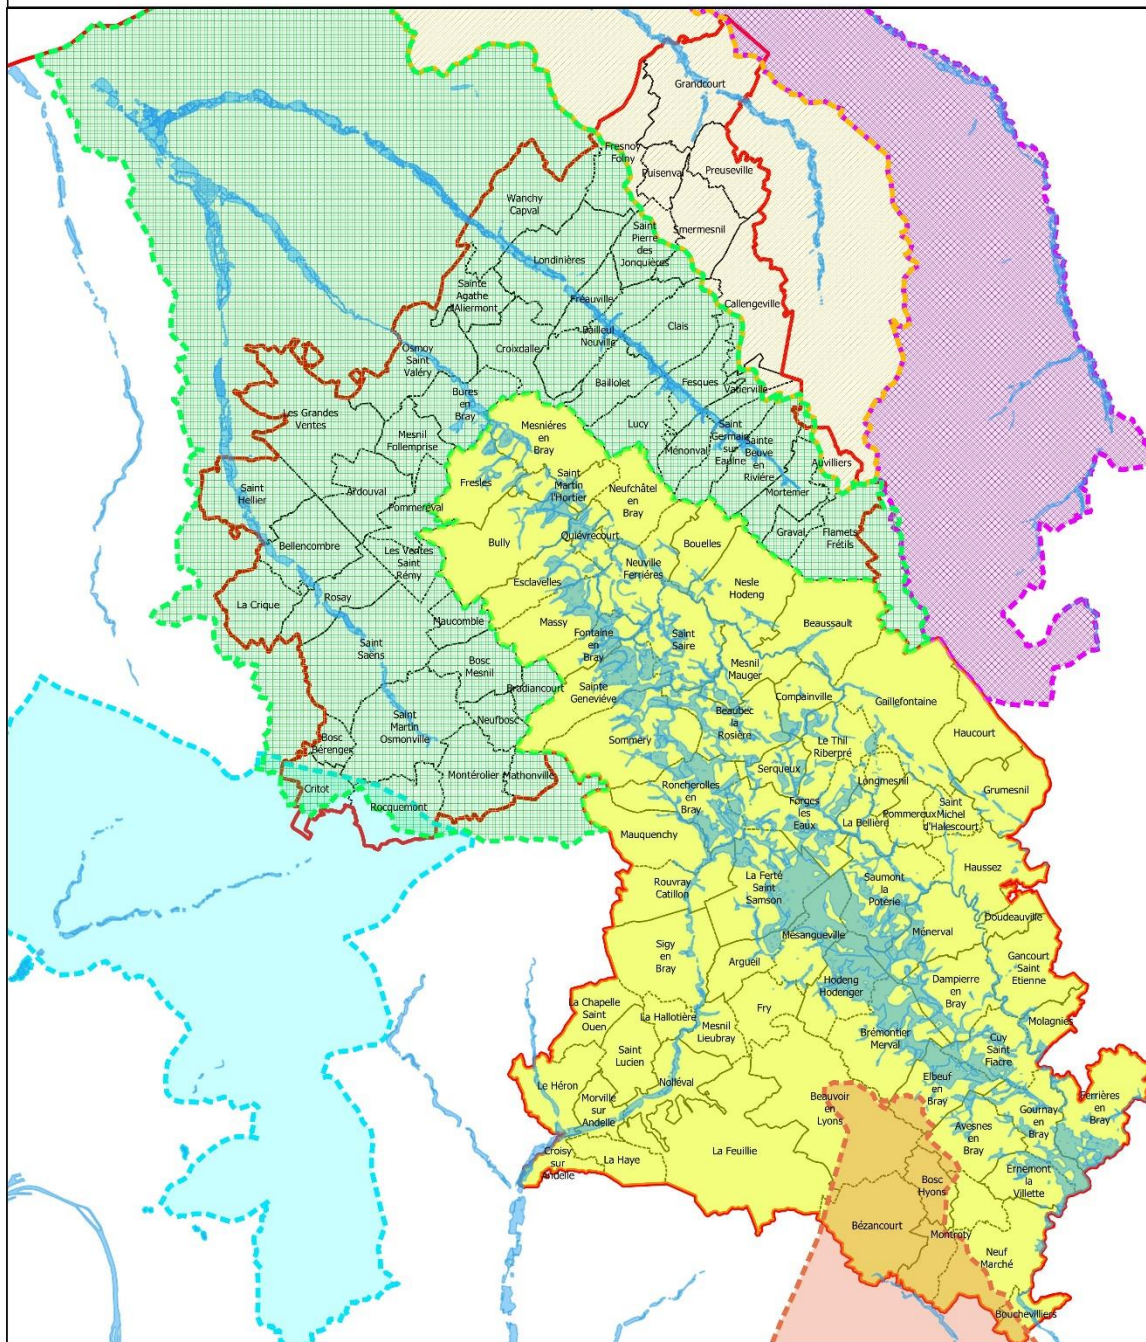 Grandcourt
Fresnoy
Folny
Puisenval
Preuseville
Wanchy
Capval
Saint
Pierre
des
Jonquières
Smermesnil
Londinières
Sainte
Agathe
d'Aliermont
Fréauville
Callengeville
Bailleul
Neuville
Clais
Osmoy
Saint
Valéry
Croixdalle
Baillolet
Fesques
Vatierville
Bures
en
Bray
Les Grandes
Ventes
Mesnières
en
Bray
Lucy
Saint
Germain
sur
Eaulne
Sainte
Beuve
en
Rivière
Mesnil
Follemprise
Ménonval
Auvilliers
Saint
Hellier
Ardouval
Fresles
Saint
Martin
l'Hortier
Neufchâtel
en
Bray
Mortemer
Pommeréval
Bellencombre
Bully
Quièvrecourt
Bouelles
Graval
Flamets
Frétils
Les Ventes
Saint
Rémy
Neuville
Ferrières
Esclavelles
Nesle
Hodeng
La Crique
Rosay
Maucomble
Massy
Beaussault
Saint
Saëns
Fontaine
en
Bray
Saint
Saire
Bosc
Mesnil
Mesnil
Mauger
Bradiancourt
Sainte
Geneviéve
Compainville
Gaillefontaine
Saint
Martin
Osmonville
Neufbosc
Beaubec
la
Rosière
Haucourt
Bosc
Bérenger
Sommery
Le Thil
Riberpré
Serqueux
Montérolier
Mathonville
Longmesnil
Critot
Rocquemont
Roncherolles
en
Bray
Grumesnil
Forges
les
Eaux
Pommereux
Saint
Michel
d'Halescourt
La Bellière
Mauquenchy
Haussez
Rouvray
Catillon
La Ferté
Saint
Samson
Saumont
la
Poterie
Doudeauville
Mésangueville
Ménerval
Sigy
en
Bray
Argueil
Gancourt
Saint
Etienne
Hodeng
Hodenger
Dampierre
en
Bray
La Chapelle
Saint
Ouen
La Hallotière
Fry
Molagnies
Mesnil
Lieubray
Brémontier
Merval
Cuy
Saint
Fiacre
Saint
Lucien
Le Héron
Nolléval
Elbeuf
en
Bray
Morville
sur
Andelle
Beauvoir
en
Lyons
Ferrières
en
Bray
Gournay
en
Bray
Avesnes
en
Bray
Croisy
sur
Andelle
La Haye
La Feuillie
Ernemont
la
Villette
Bosc
Hyons
Bézancourt
Montroty
Neuf
Marché
Bouchevilliers